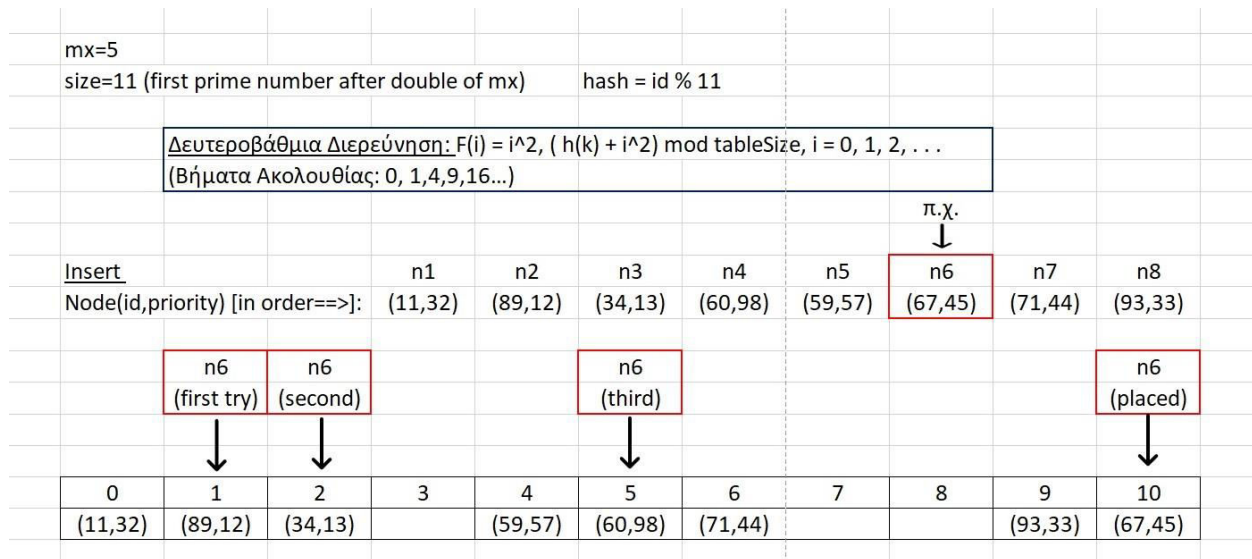 mx=5
size=11 (first prime number after double of mx) hash = id % 11
Δευτεροβάθμια Διερεύνηση: F(i) = i^2, ( h(k) + i^2) mod tableSize, i = 0, 1, 2, . . .
(Βήματα Ακολουθίας: 0, 1,4,9,16...)
π.χ.
Insert n1 n2 n3 n4 n5 n6 n7 n8
Node(id,priority) [in order==>]: (11,32) (89,12) (34,13) (60,98) (59,57) (67,45) (71,44) (93,33)
n6 n6 n6 n6
(first try) (second) (third) (placed)
0 1 2 3 4 5 6 7 8 9 10
(11,32) (89,12) (34,13) (59,57) (60,98) (71,44) (93,33) (67,45)